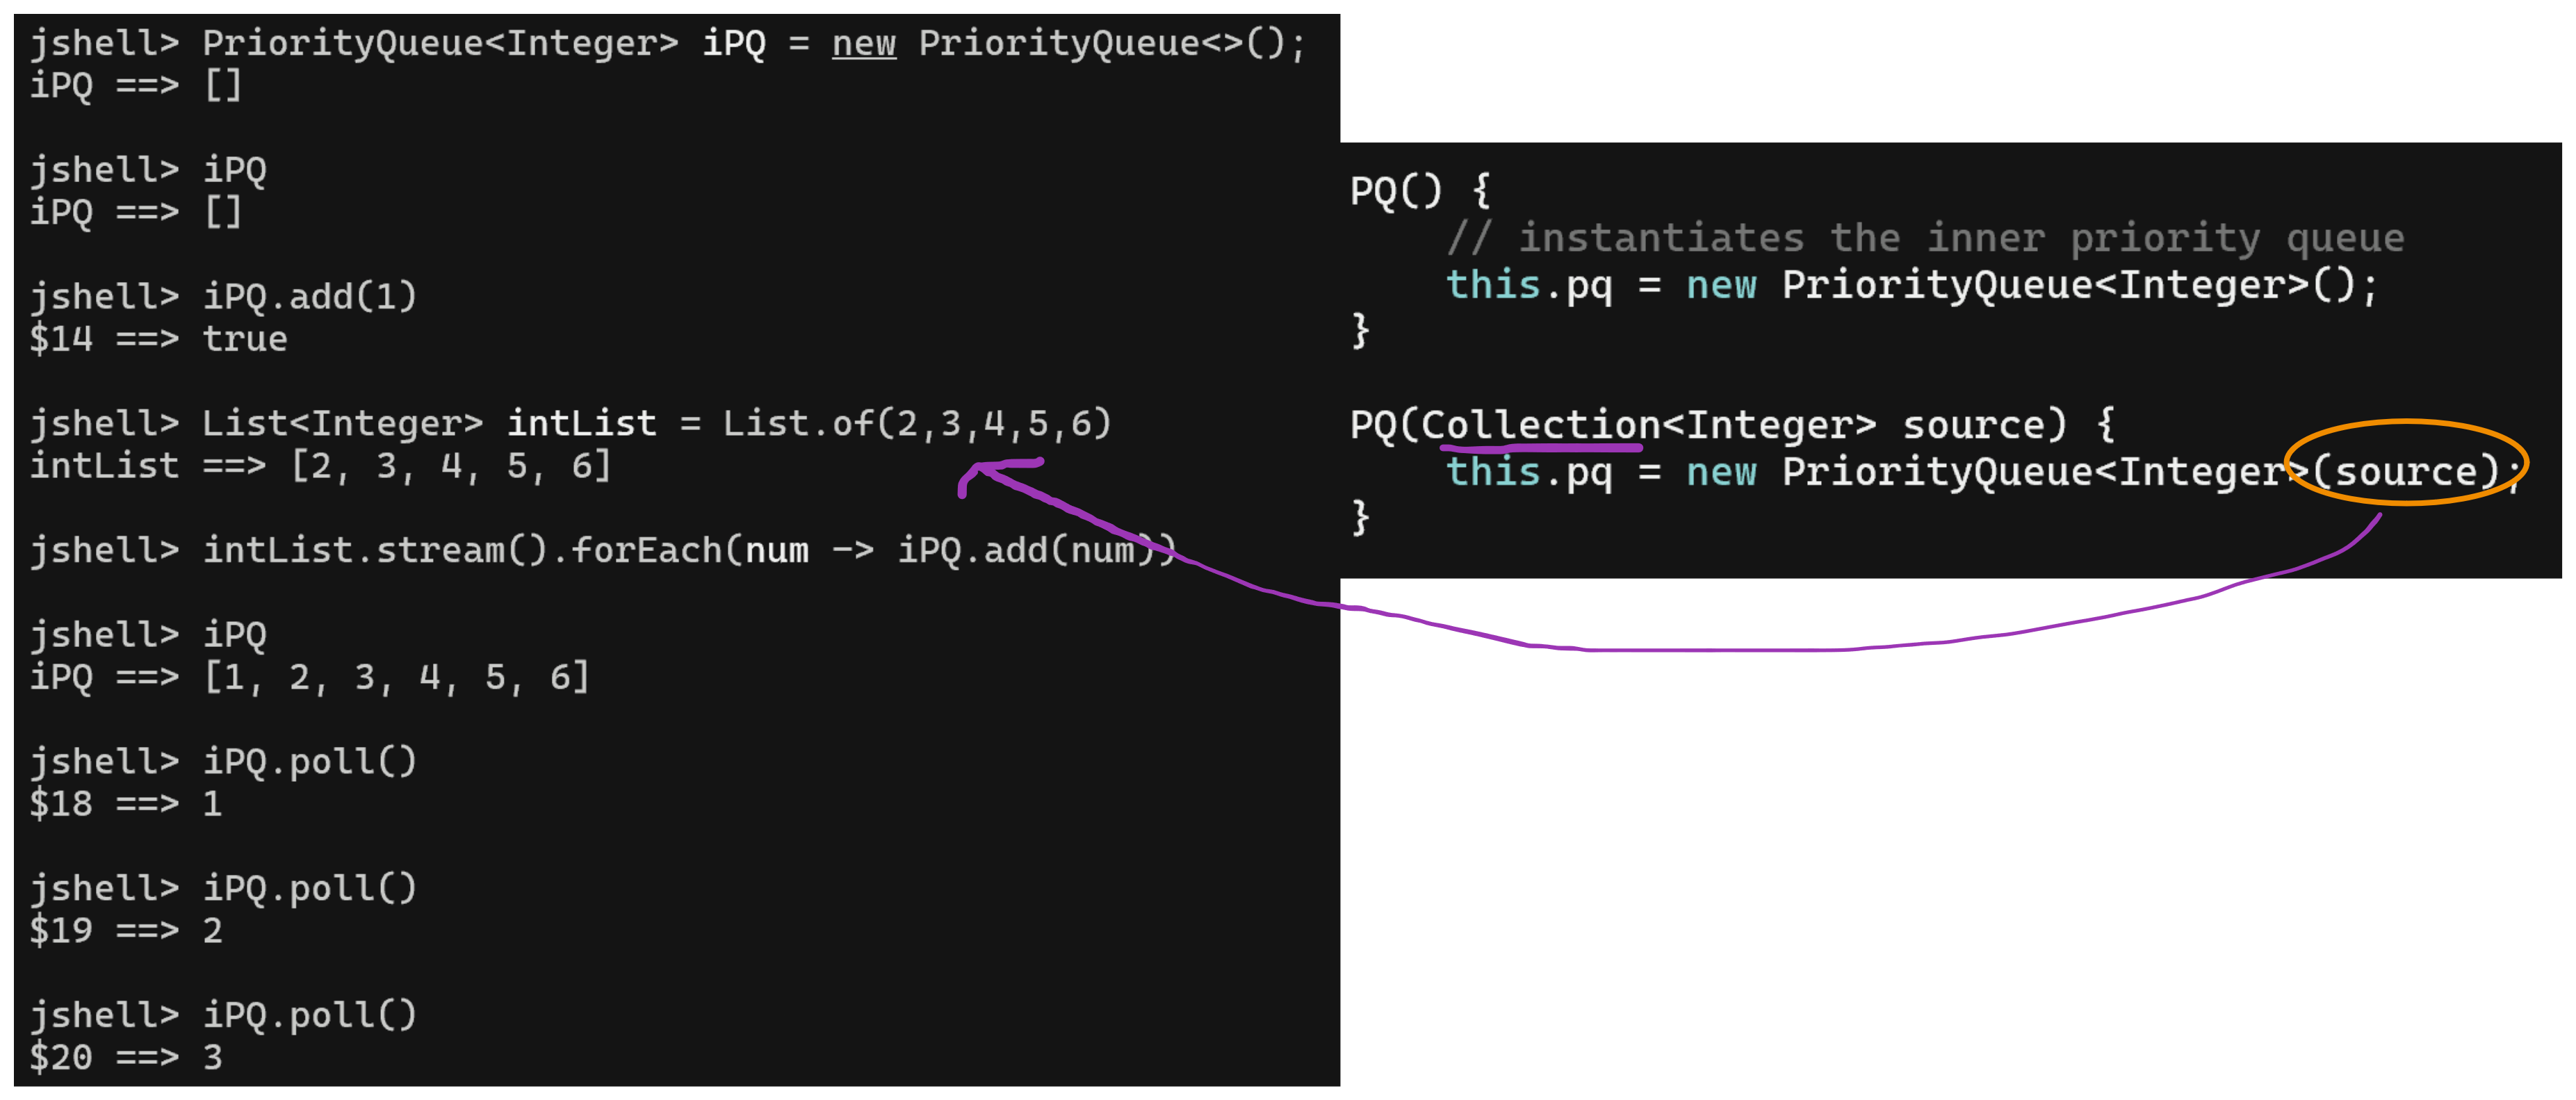 jshell> PriorityQueue<Integer> iPQ = new PriorityQueue<>();
iPQ ==> []
jshell> iPQ
iPQ ==> []
jshell> iPQ.add(1)
$14 ==> true
jshell> List<Integer> intList = List.of(2,3,4,5,6)
intList ==> [2, 3, 4, 5, 6]
jshell> intList.stream().forEach(num -> iPQ.add(num))
jshell> iPQ
iPQ ==> [1, 2, 3, 4, 5, 6]
jshell> iPQ.poll()
$18 ==> 1
jshell> iPQ.poll()
$19 ==> 2
jshell> iPQ.poll()
$20 ==> 3
PQ() {
    // instantiates the inner priority queue
    this.pq = new PriorityQueue<Integer>();
}
PQ(Collection<Integer> source) {
    this.pq = new PriorityQueue<Integer>(source);
}